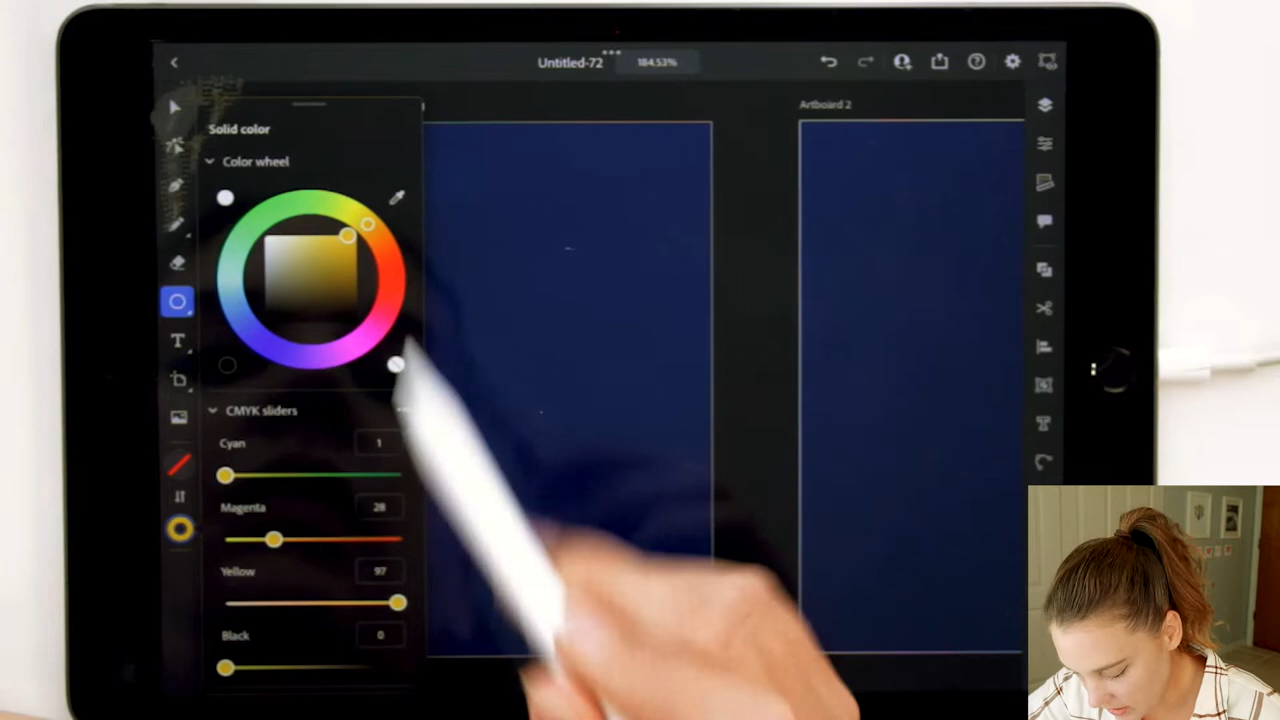 Untitled-72
184.53%
Artboard 2
Solid color
Color wheel
CMYK sliders
Cyan
1
Magenta
28
Yellow
97
Black
0